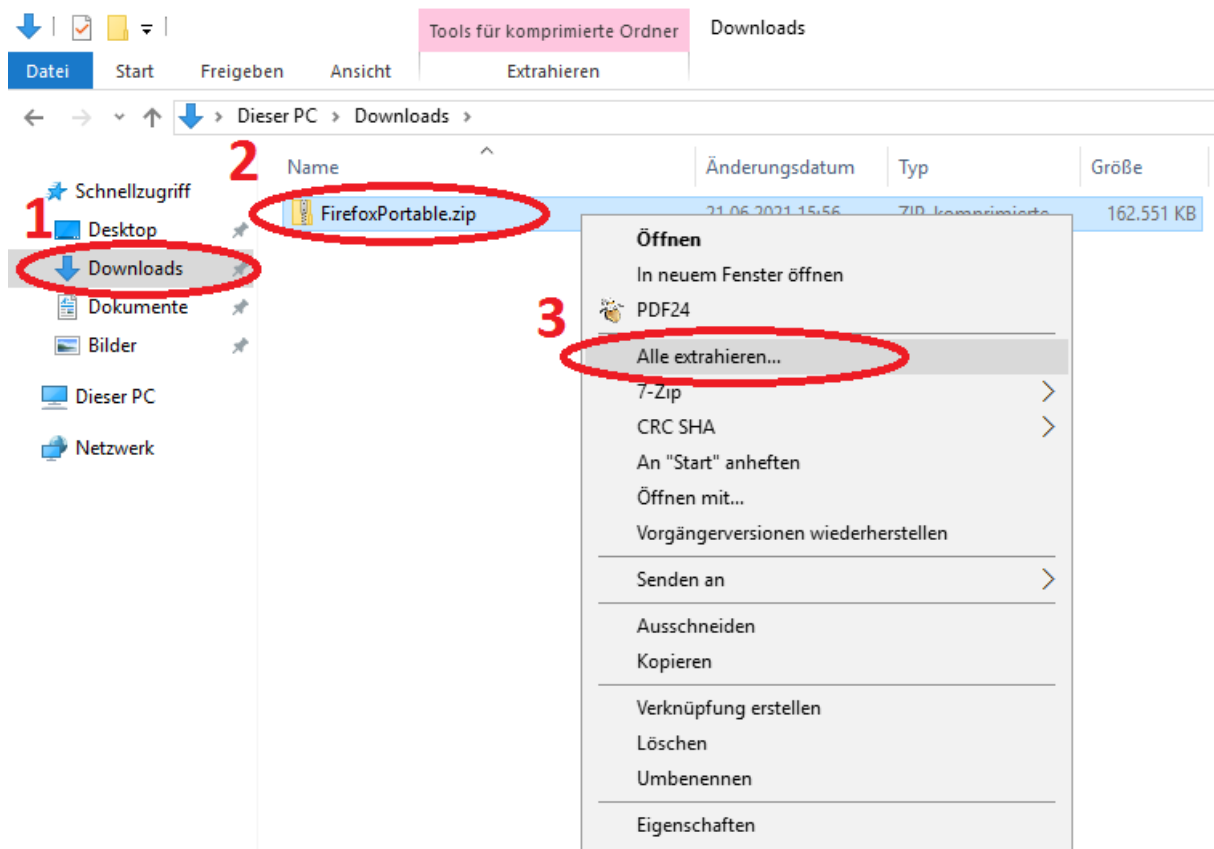 Tools für komprimierte Ordner
Downloads
Datei
Start
Freigeben
Ansicht
Extrahieren
Dieser PC
Downloads
2
Name
Änderungsdatum
Typ
Größe
Schnellzugriff
1
Desktop
Downloads
Dokumente
Bilder
Dieser PC
Netzwerk
FirefoxPortable.zip
21.06.2021 15:56
ZIP-komprimierte
162.551 KB
Öffnen
In neuem Fenster öffnen
PDF24
3
Alle extrahieren...
7-Zip
CRC SHA
An "Start" anheften
Öffnen mit...
Vorgängerversionen wiederherstellen
Senden an
Ausschneiden
Kopieren
Verknüpfung erstellen
Löschen
Umbenennen
Eigenschaften